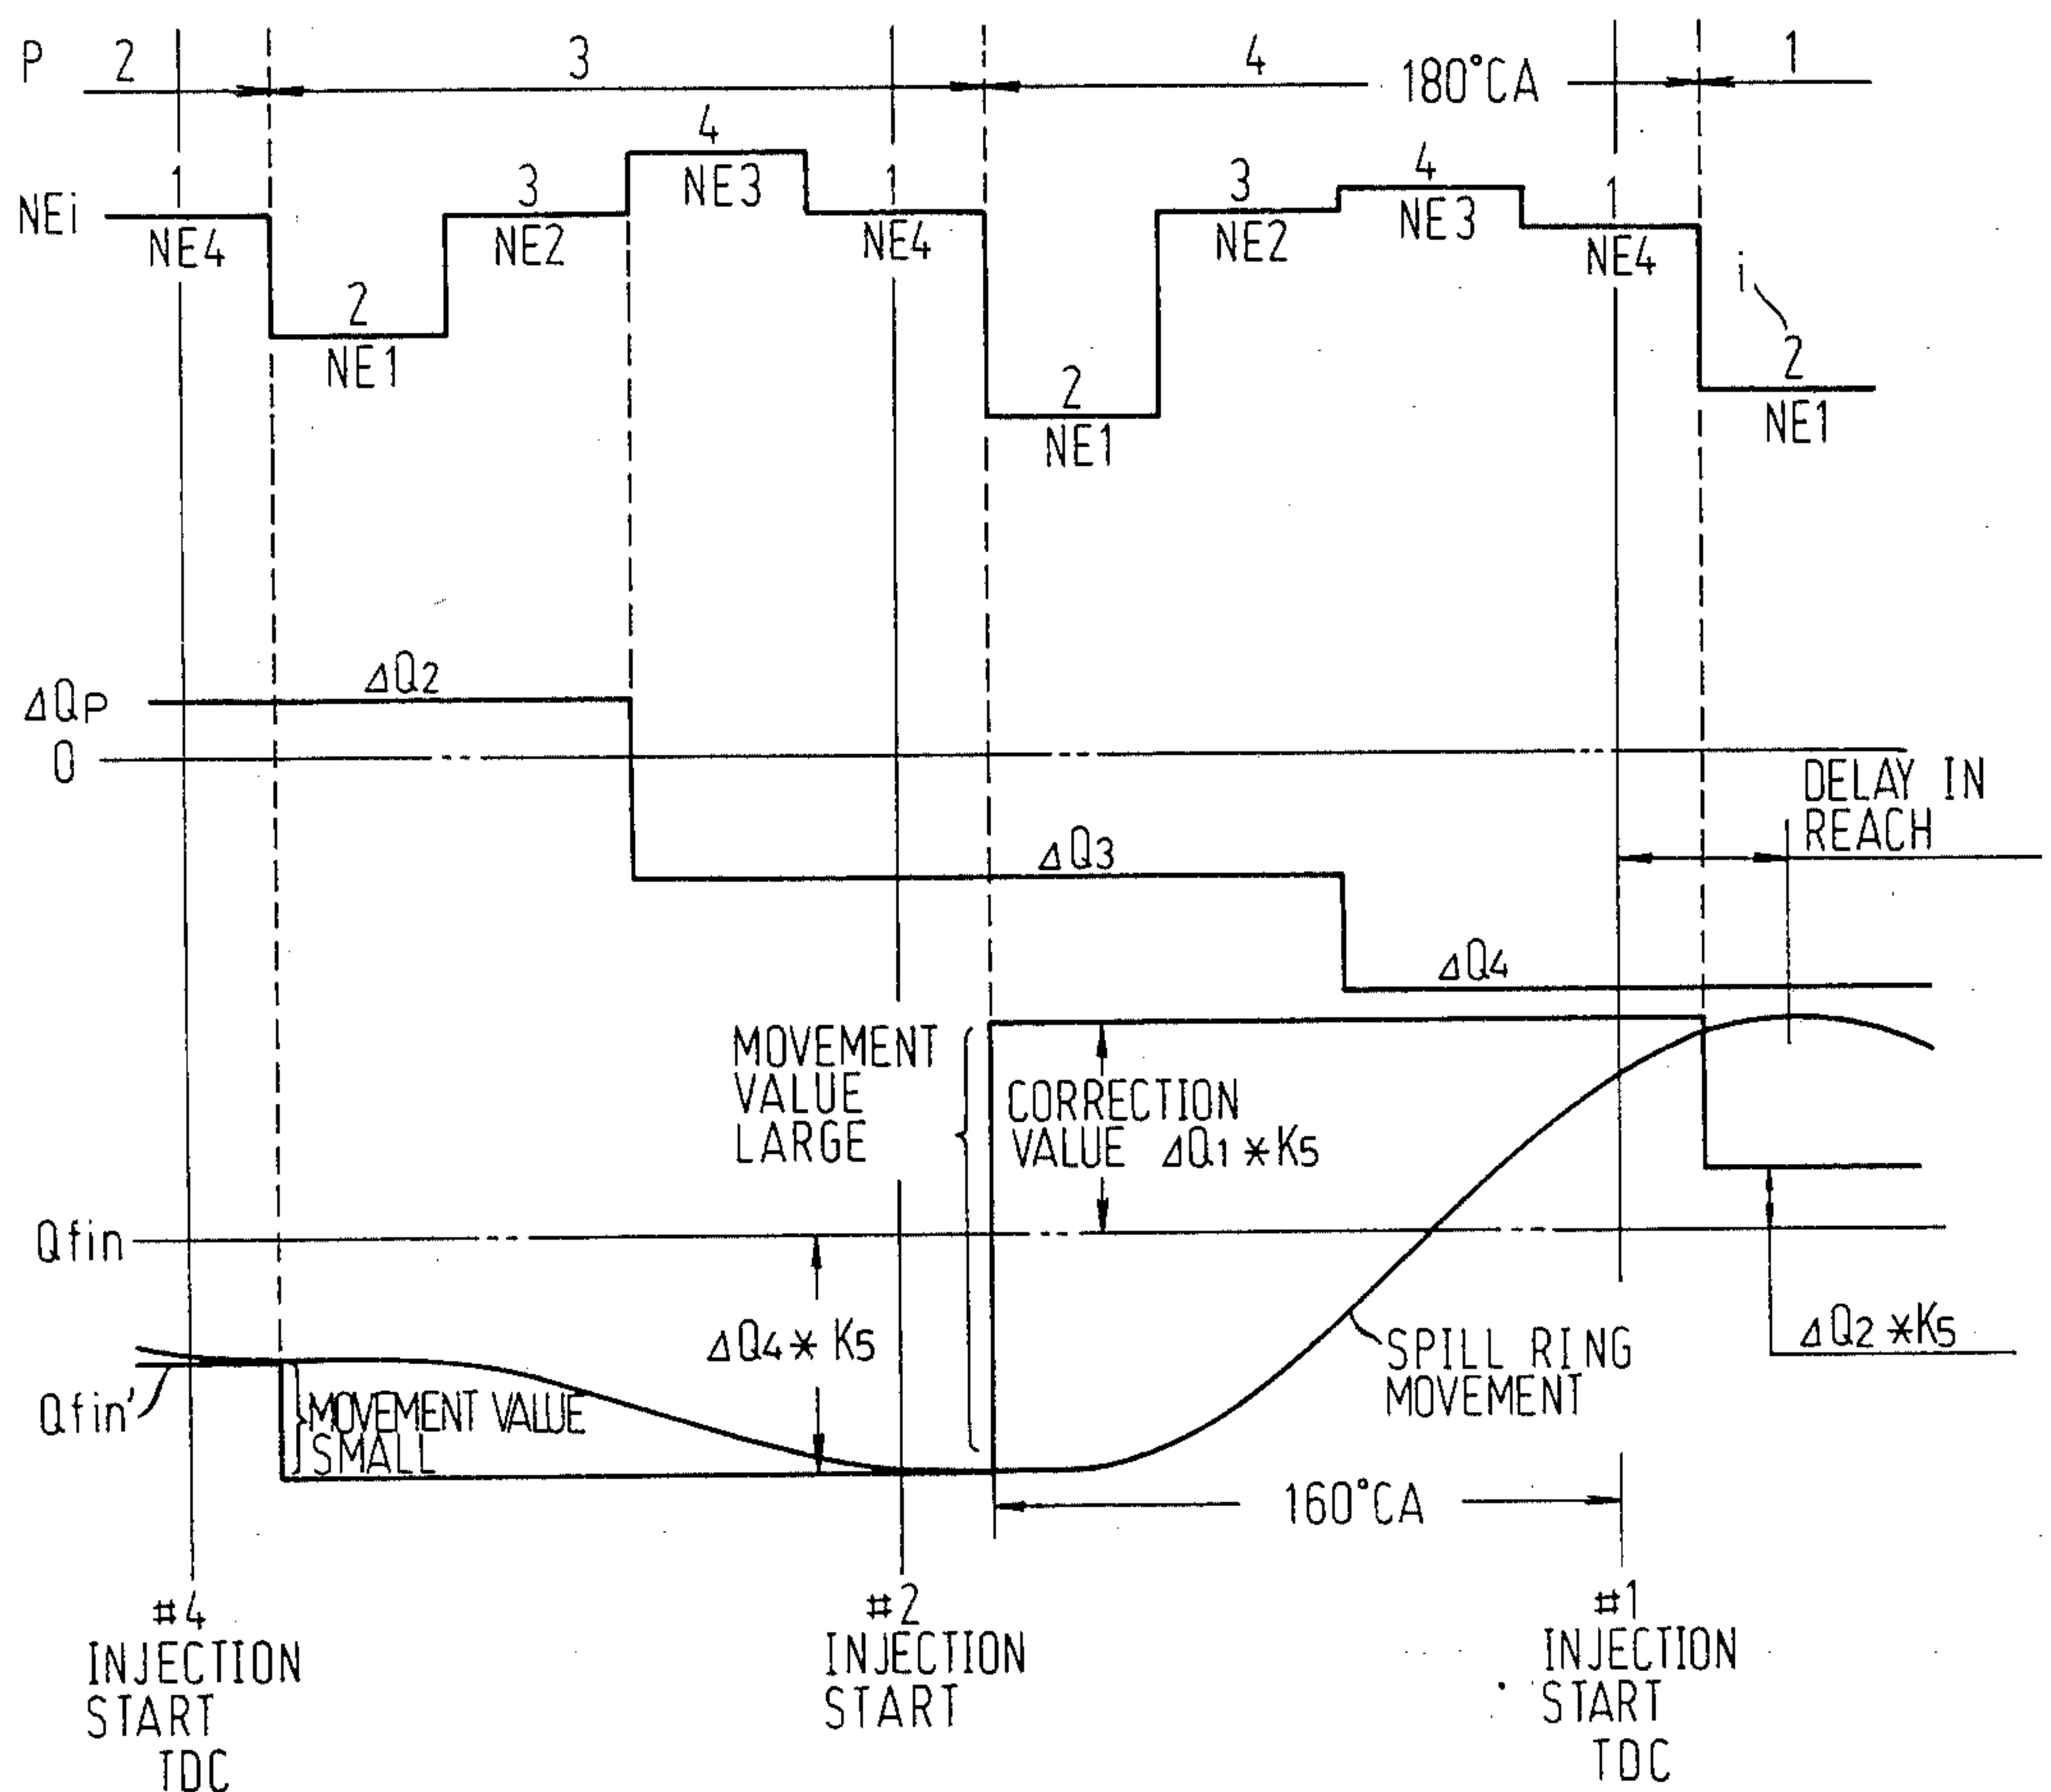 P 2 3 4 180°CA 1
4
1 3 1 3 4 1
NEi NE4 NE2 NE3 NE4 NE2 NE3 NE4
i
2 2 2
NE1 NE1 NE1
ΔQ2
ΔQP
0
DELAY IN
REACH
ΔQ3
ΔQ4
MOVEMENT
VALUE
LARGE
CORRECTION
VALUE ΔQ1*K5
Qfin
ΔQ4*K5
ΔQ2*K5
SPILL RING
MOVEMENT
Qfin'
MOVEMENT VALUE
SMALL
160°CA
#4
INJECTION
START
TDC
#2
INJECTION
START
#1
INJECTION
START
TDC